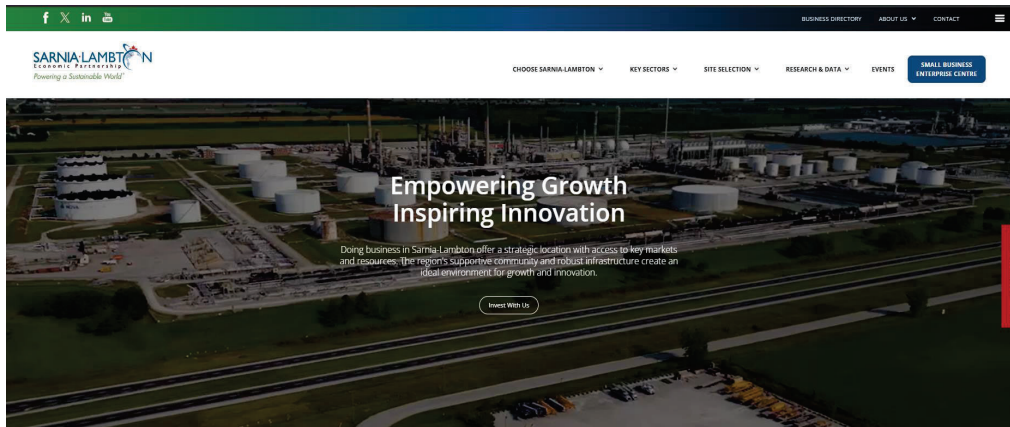 f X in You Tube
BUSINESS DIRECTORY ABOUT US CONTACT
SARNIA-LAMBTON
Economic Partnership
Powering a Sustainable World
CHOOSE SARNIA-LAMBTON KEY SECTORS SITE SELECTION RESEARCH & DATA EVENTS
SMALL BUSINESS
ENTERPRISE CENTRE
Empowering Growth
Inspiring Innovation
Doing business in Sarnia-Lambton offer a strategic location with access to key markets
and resources. The region's supportive community and robust infrastructure create an
ideal environment for growth and innovation.
Invest With Us